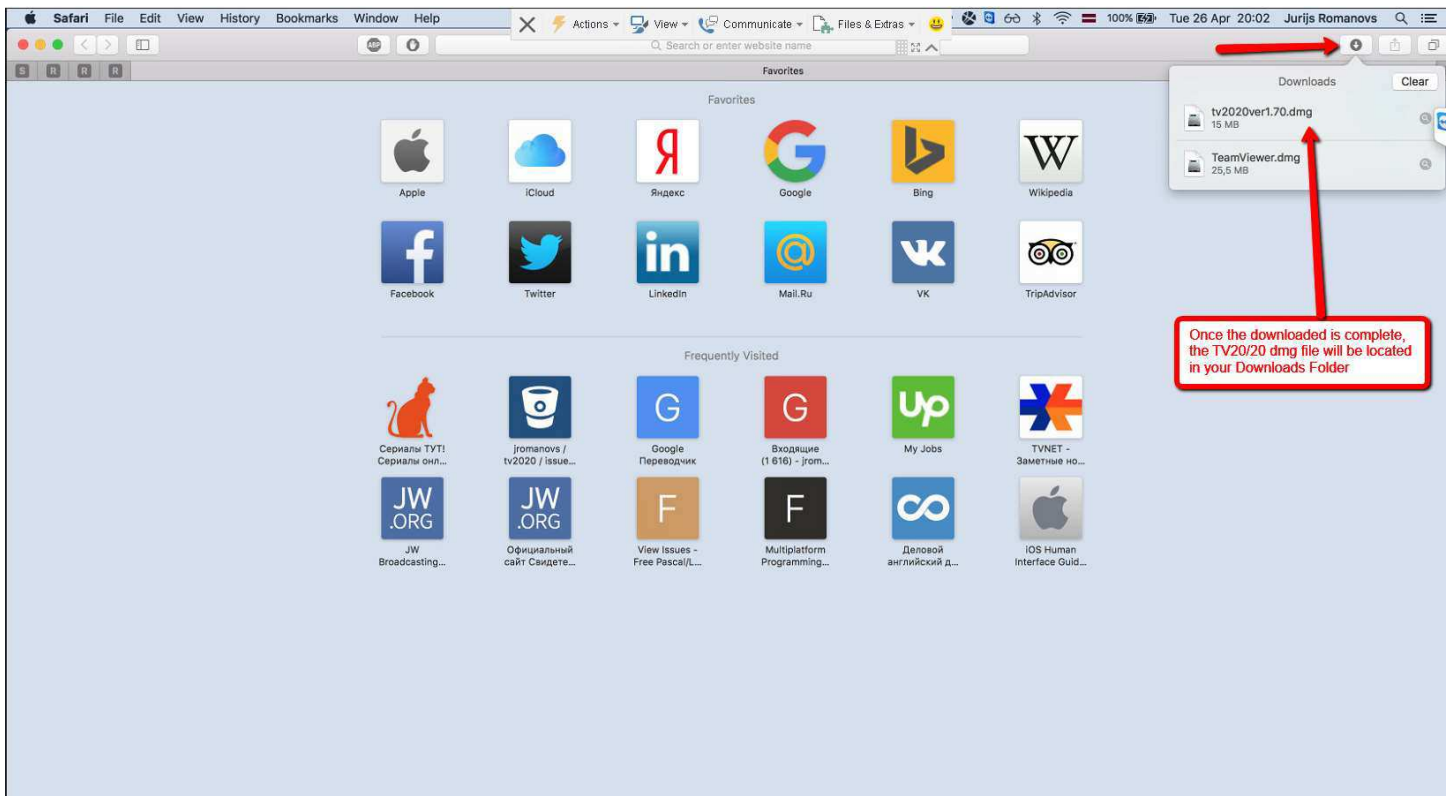 Safari File Edit View History Bookmarks Window Help
Actions View Communicate Files & Extras
100% Tue 26 Apr 20:02 Jurijs Romanovs
ABP
Search or enter website name
S R R R
Favorites
Downloads Clear
tv2020ver1.70.dmg
15 MB
TeamViewer.dmg
25,5 MB
Favorites
Я G W
Apple iCloud Яндекс Google Bing Wikipedia
f in @
Facebook Twitter LinkedIn Mail.Ru VK TripAdvisor
Once the downloaded is complete,
the TV20/20 dmg file will be located
in your Downloads Folder
Frequently Visited
G G Up
Сериалы ТУТ! jromanovs / Google Входящие My Jobs TVNET -
Сериалы онл... tv2020 / issue... Переводчик (1 616) - jrom... Заметные но...
JW JW F F
.ORG .ORG
JW Официальный View Issues - Multiplatform Деловой iOS Human
Broadcasting... сайт Свидете... Free Pascal/L... Programming... английский д... Interface Guid...